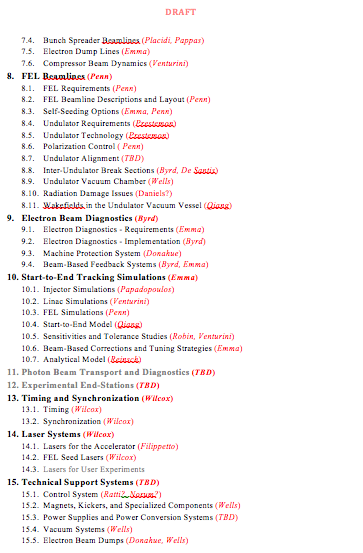 DRAFT
7.4. Bunch Spreader Beamlines (Placidi, Pappas)
7.5. Electron Dump Lines (Emma)
7.6. Compressor Beam Dynamics (Venturini)
8. FEL Beamlines (Penn)
8.1. FEL Requirements (Penn)
8.2. FEL Beamline Descriptions and Layout (Penn)
8.3. Self-Seeding Options (Emma, Penn)
8.4. Undulator Requirements (Prestemon)
8.5. Undulator Technology (Prestemon)
8.6. Polarization Control ( Penn)
8.7. Undulator Alignment (TBD)
8.8. Inter-Undulator Break Sections (Byrd, De Santis)
8.9. Undulator Vacuum Chamber (Wells)
8.10. Radiation Damage Issues (Daniels?)
8.11. Wakefields in the Undulator Vacuum Vessel (Qiang)
9. Electron Beam Diagnostics (Byrd)
9.1. Electron Diagnostics - Requirements (Emma)
9.2. Electron Diagnostics - Implementation (Byrd)
9.3. Machine Protection System (Donahue)
9.4. Beam-Based Feedback Systems (Byrd, Emma)
10. Start-to-End Tracking Simulations (Emma)
10.1. Injector Simulations (Papadopoulos)
10.2. Linac Simulations (Venturini)
10.3. FEL Simulations (Penn)
10.4. Start-to-End Model (Qiang)
10.5. Sensitivities and Tolerance Studies (Robin, Venturini)
10.6. Beam-Based Corrections and Tuning Strategies (Emma)
10.7. Analytical Model (Reinsch)
11. Photon Beam Transport and Diagnostics (TBD)
12. Experimental End-Stations (TBD)
13. Timing and Synchronization (Wilcox)
13.1. Timing (Wilcox)
13.2. Synchronization (Wilcox)
14. Laser Systems (Wilcox)
14.1. Lasers for the Accelerator (Filippetto)
14.2. FEL Seed Lasers (Wilcox)
14.3. Lasers for User Experiments
15. Technical Support Systems (TBD)
15.1. Control System (Ratti?, Nosum?)
15.2. Magnets, Kickers, and Specialized Components (Wells)
15.3. Power Supplies and Power Conversion Systems (TBD)
15.4. Vacuum Systems (Wells)
15.5. Electron Beam Dumps (Donahue, Wells)